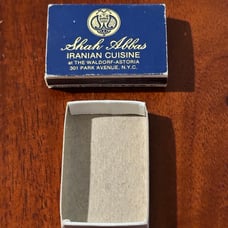 Shah Abbas
IRANIAN CUISINE
at THE WALDORF-ASTORIA
301 PARK AVENUE, N.Y.C.